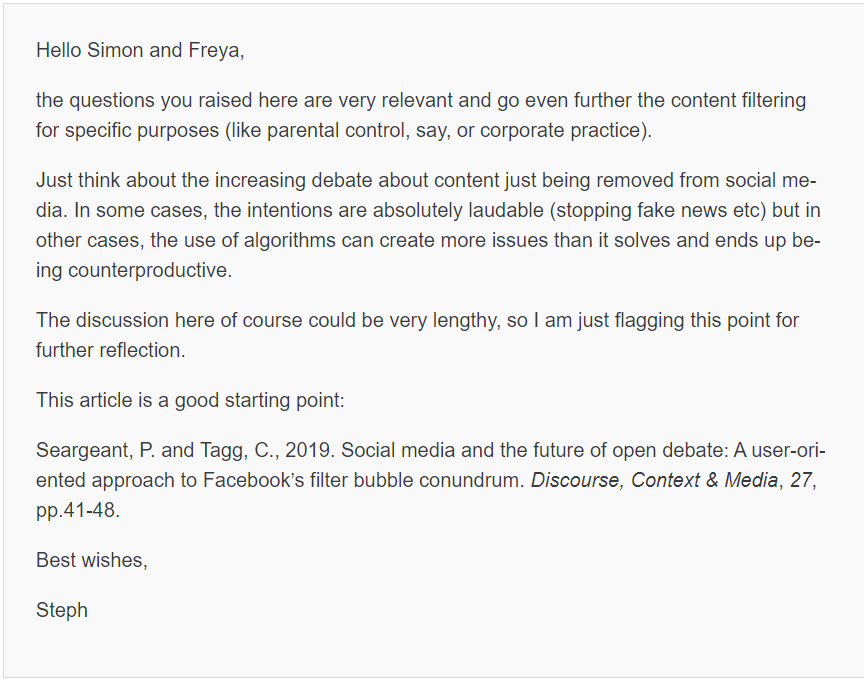 Hello Simon and Freya,
the questions you raised here are very relevant and go even further the content filtering
for specific purposes (like parental control, say, or corporate practice).
Just think about the increasing debate about content just being removed from social me-
dia. In some cases, the intentions are absolutely laudable (stopping fake news etc) but in
other cases, the use of algorithms can create more issues than it solves and ends up be-
ing counterproductive.
The discussion here of course could be very lengthy, so I am just flagging this point for
further reflection.
This article is a good starting point:
Seargeant, P. and Tagg, C., 2019. Social media and the future of open debate: A user-ori-
ented approach to Facebook’s filter bubble conundrum. Discourse, Context & Media, 27,
pp.41-48.
Best wishes,
Steph